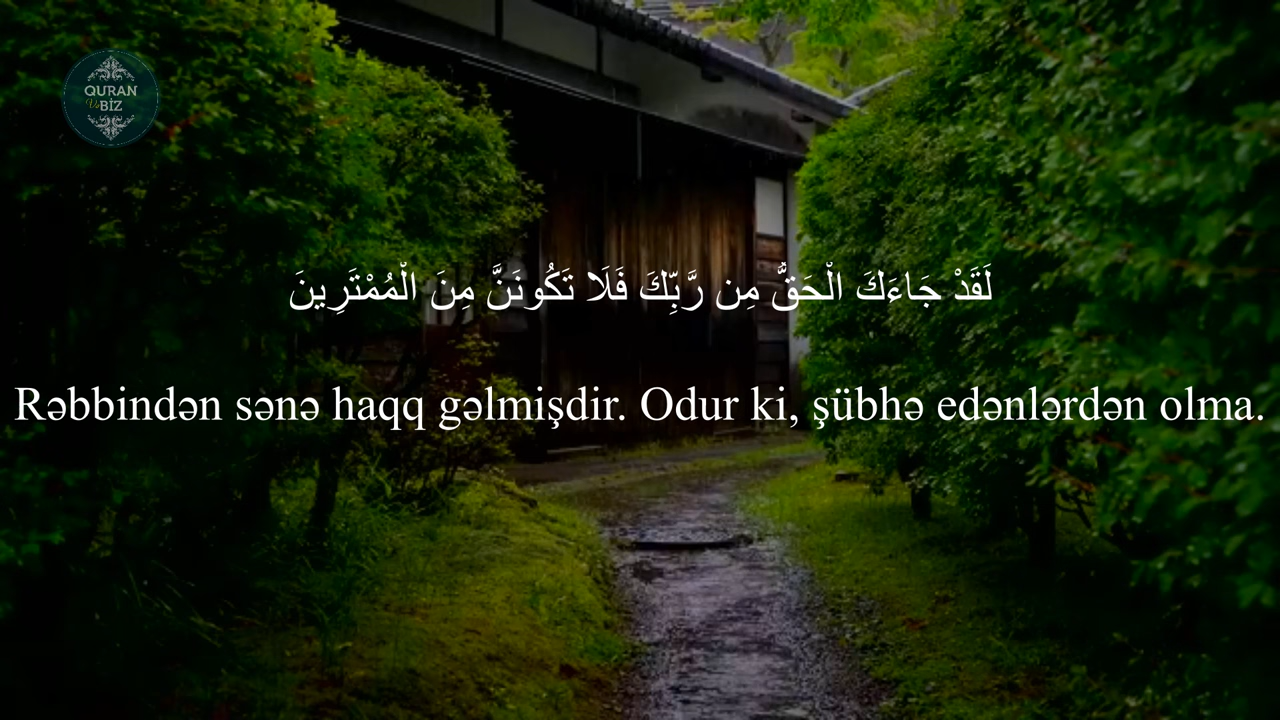 QURAN
Və BİZ
لَقَدْ جَاءَكَ الْحَقُّ مِن رَّبِّكَ فَلَا تَكُونَنَّ مِنَ الْمُمْتَرِينَ
Rəbbindən sənə haqq gəlmişdir. Odur ki, şübhə edənlərdən olma.